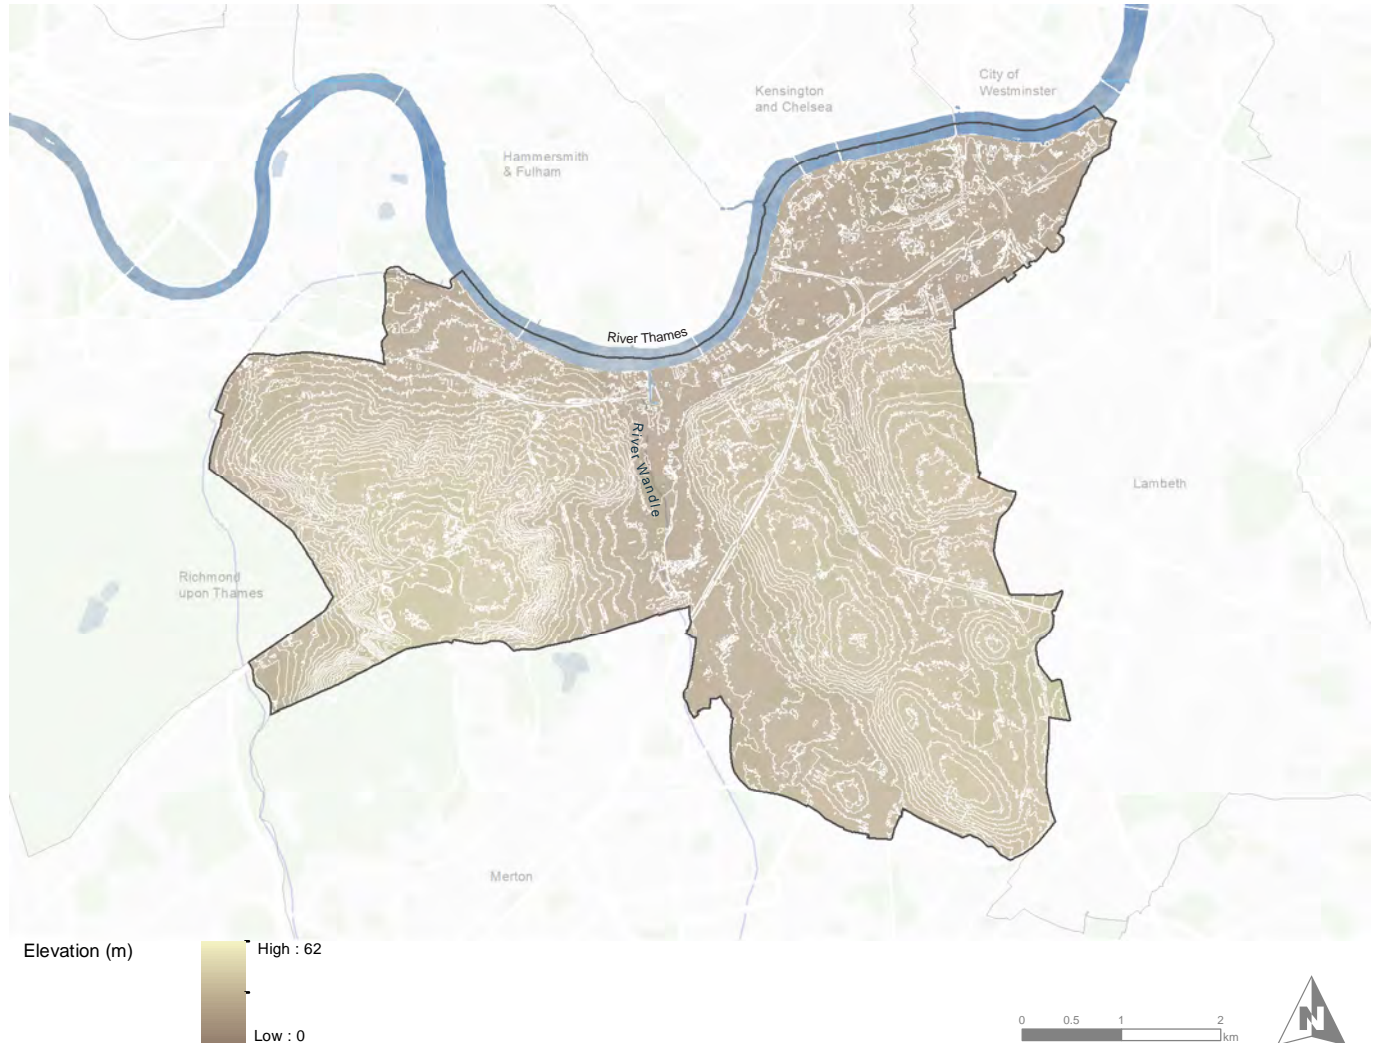 City of
Westminster
Kensington
and Chelsea
Hammersmith
& Fulham
River Thames
River Wandle
Lambeth
Richmond
upon Thames
Merton
Elevation (m)
High : 62
Low : 0
0 0.5 1 2
km
N